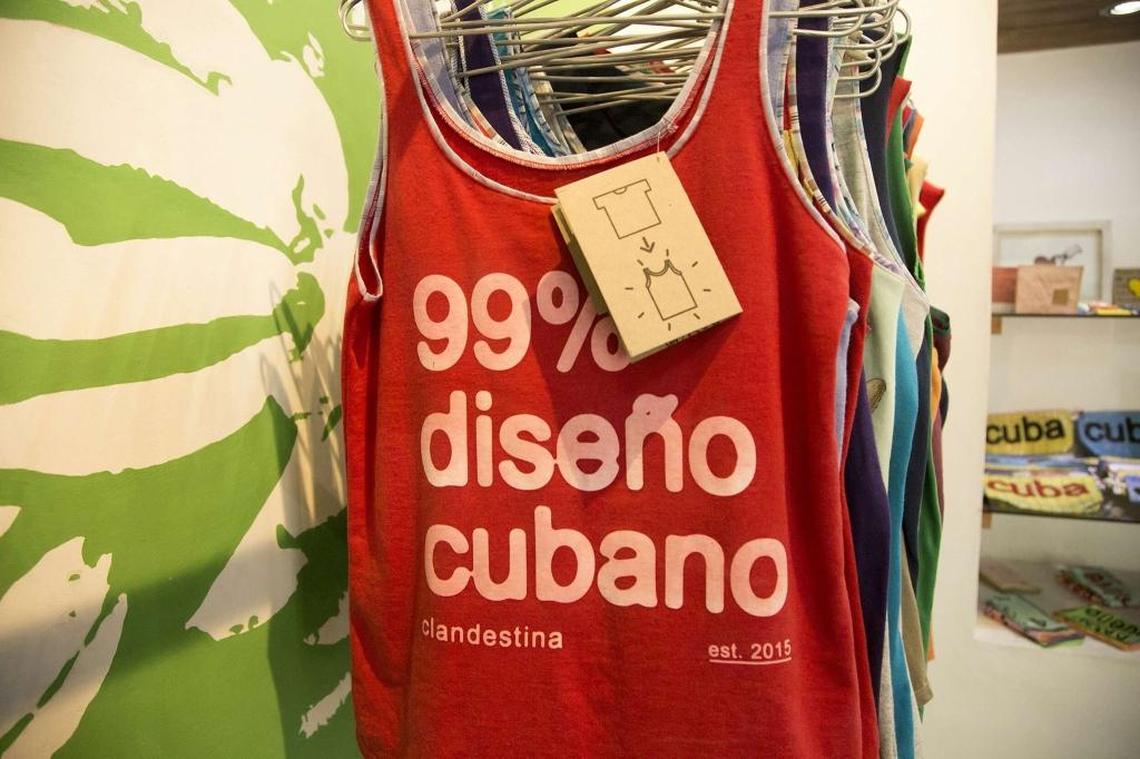 99%
diseño
cubano
clandestina
est. 2015
cuba
cuba
cuba